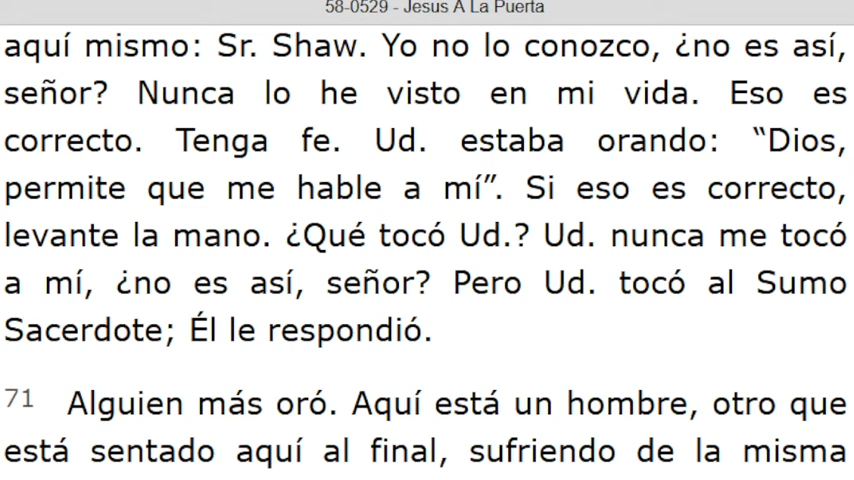 58-0529 - Jesus A La Puerta
aquí mismo: Sr. Shaw. Yo no lo conozco, ¿no es así,
señor? Nunca lo he visto en mi vida. Eso es
correcto. Tenga fe. Ud. estaba orando: “Dios,
permite que me hable a mí”. Si eso es correcto,
levante la mano. ¿Qué tocó Ud.? Ud. nunca me tocó
a mí, ¿no es así, señor? Pero Ud. tocó al Sumo
Sacerdote; Él le respondió.
71 Alguien más oró. Aquí está un hombre, otro que
está sentado aquí al final, sufriendo de la misma